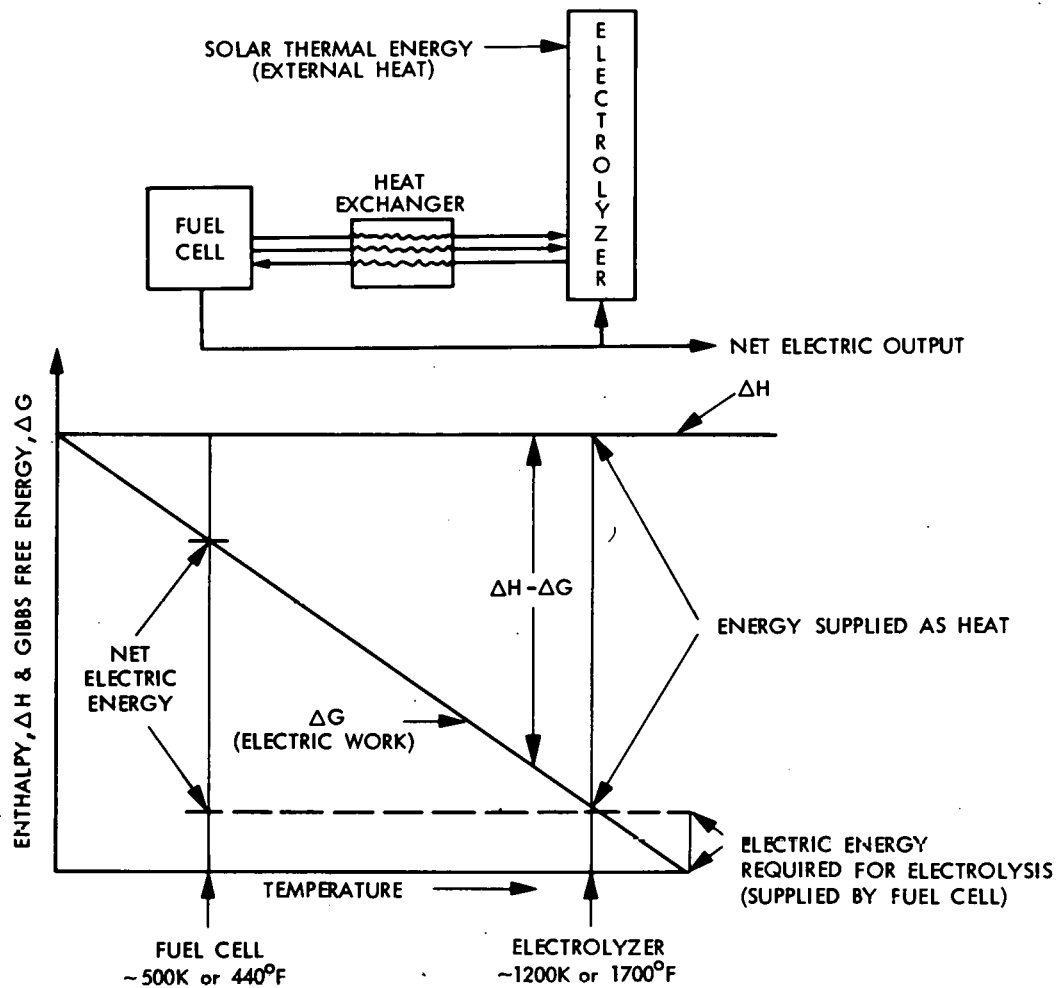 SOLAR THERMAL ENERGY
(EXTERNAL HEAT)
ELECTROLYZER
HEAT
EXCHANGER
FUEL
CELL
NET ELECTRIC OUTPUT
ΔH
ENTHALPY, ΔH & GIBBS FREE ENERGY, ΔG
ΔH-ΔG
ENERGY SUPPLIED AS HEAT
NET
ELECTRIC
ENERGY
ΔG
(ELECTRIC WORK)
ELECTRIC ENERGY
REQUIRED FOR ELECTROLYSIS
(SUPPLIED BY FUEL CELL)
TEMPERATURE
FUEL CELL
~500K or 440°F
ELECTROLYZER
~1200K or 1700°F